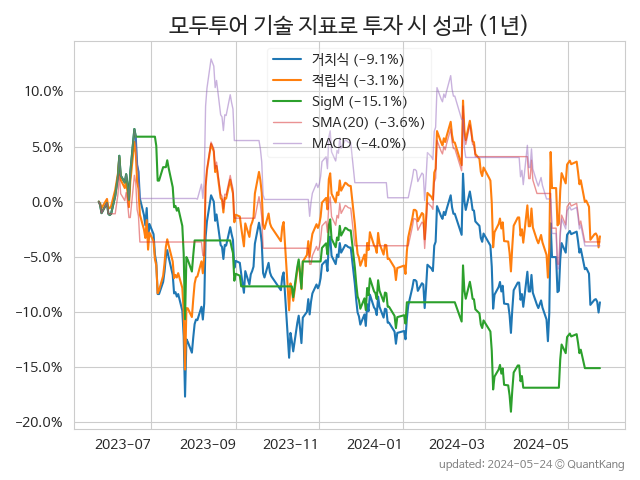 모두투어 기술 지표로 투자 시 성과 (1년)
거치식 (−9.1%)
적립식 (−3.1%)
SigM (−15.1%)
SMA(20) (−3.6%)
MACD (−4.0%)
10.0%
5.0%
0.0%
−5.0%
−10.0%
−15.0%
−20.0%
2023-07 2023-09 2023-11 2024-01 2024-03 2024-05
updated: 2024-05-24 © QuantKang